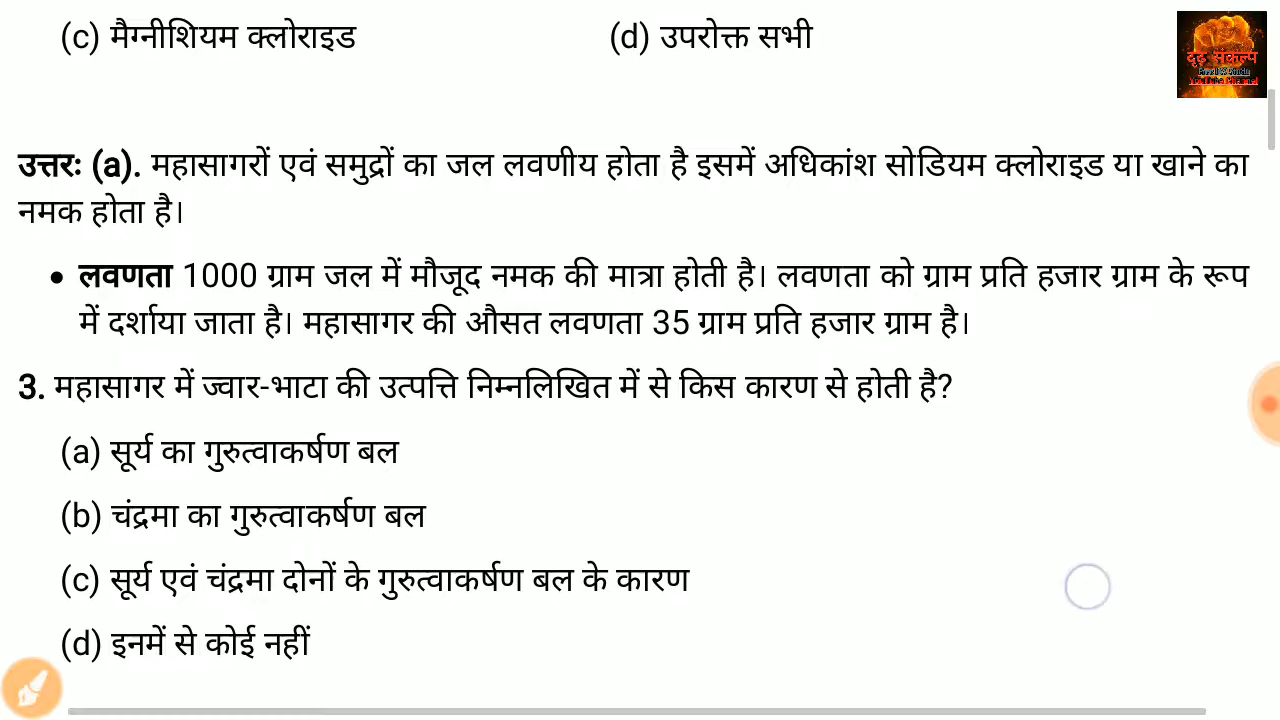 (c) मैग्नीशियम क्लोराइड (d) उपरोक्त सभी
दृढ़ संकल्प
उत्तरः (a). महासागरों एवं समुद्रों का जल लवणीय होता है इसमें अधिकांश सोडियम क्लोराइड या खाने का
नमक होता है।
• लवणता 1000 ग्राम जल में मौजूद नमक की मात्रा होती है। लवणता को ग्राम प्रति हजार ग्राम के रूप
में दर्शाया जाता है। महासागर की औसत लवणता 35 ग्राम प्रति हजार ग्राम है।
3. महासागर में ज्वार-भाटा की उत्पत्ति निम्नलिखित में से किस कारण से होती है?
(a) सूर्य का गुरुत्वाकर्षण बल
(b) चंद्रमा का गुरुत्वाकर्षण बल
(c) सूर्य एवं चंद्रमा दोनों के गुरुत्वाकर्षण बल के कारण
(d) इनमें से कोई नहीं